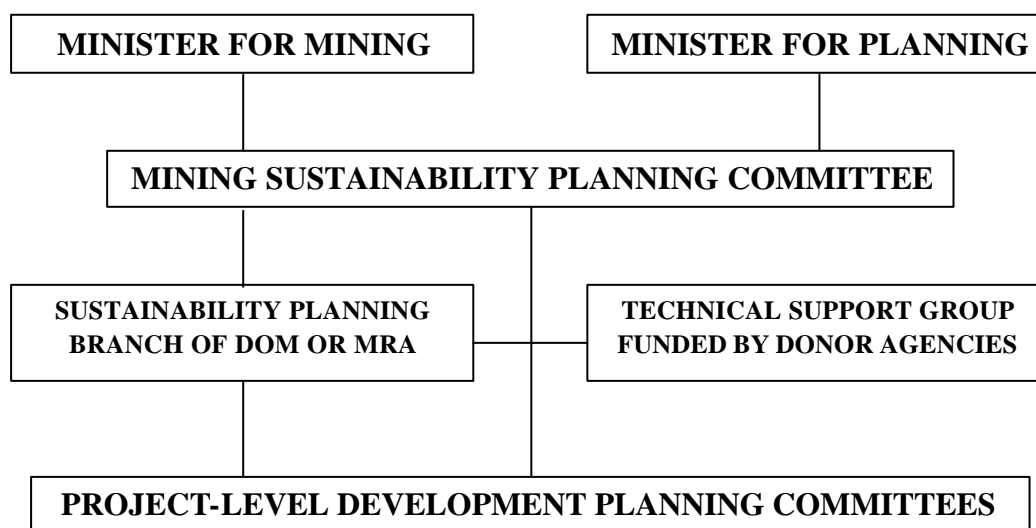 MINISTER FOR MINING
MINISTER FOR PLANNING
MINING SUSTAINABILITY PLANNING COMMITTEE
SUSTAINABILITY PLANNING
BRANCH OF DOM OR MRA
TECHNICAL SUPPORT GROUP
FUNDED BY DONOR AGENCIES
PROJECT-LEVEL DEVELOPMENT PLANNING COMMITTEES